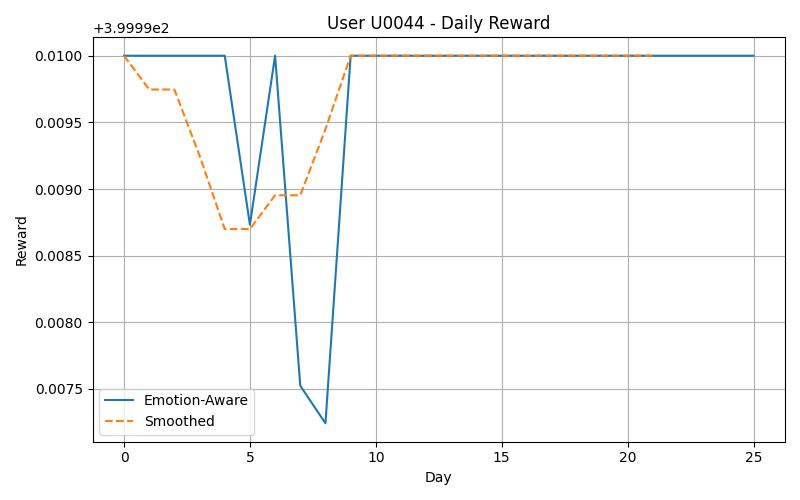 User U0044 - Daily Reward
+3.9999e2
0.0100
0.0095
0.0090
0.0085
0.0080
0.0075
Reward
Emotion-Aware
Smoothed
0 5 10 15 20 25
Day